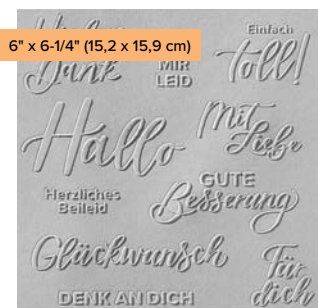 6" x 6-1/4" (15,2 x 15,9 cm)
Dank
MIR
LEID
Einfach
toll!
Hallo
Mit
Liebe
Herzliches
Beileid
GUTE
Besserung
Glückwunsch
Für
dich
DENK AN DICH